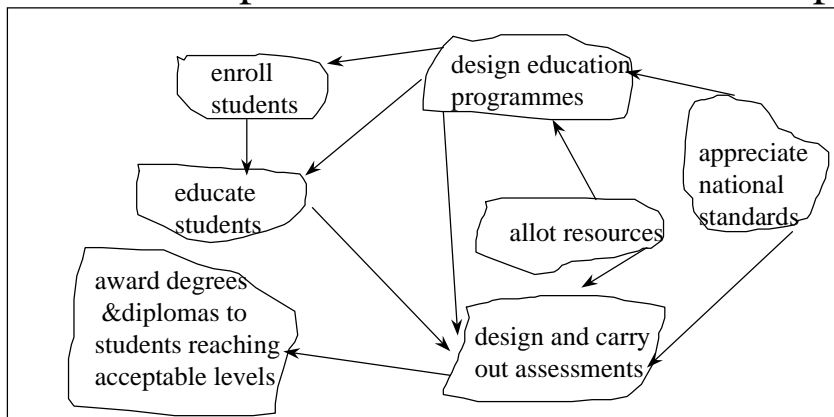 enroll
students
design education
programmes
appreciate
national
standards
educate
students
allot resources
award degrees
&diplomas to
students reaching
acceptable levels
design and carry
out assessments